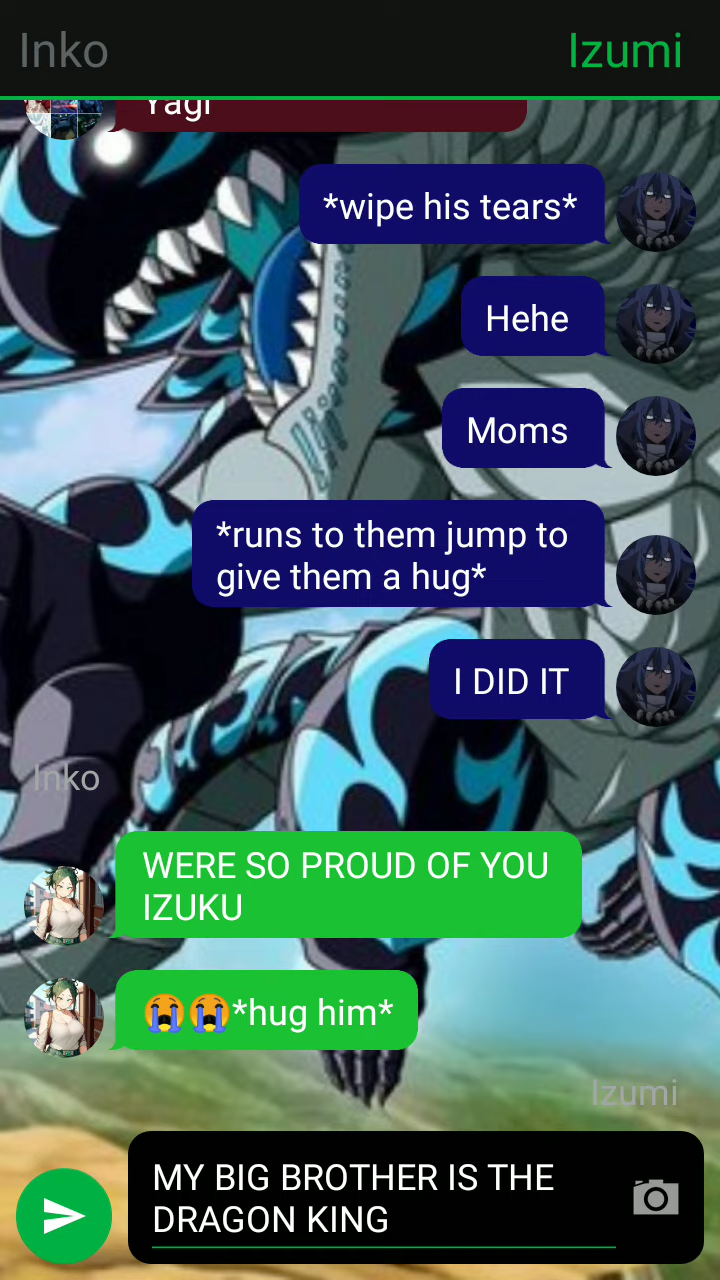 Inko
Izumi
Yagi
*wipe his tears*
Hehe
Moms
*runs to them jump to
give them a hug*
I DID IT
Inko
WERE SO PROUD OF YOU
IZUKU
😭😭*hug him*
Izumi
MY BIG BROTHER IS THE
DRAGON KING